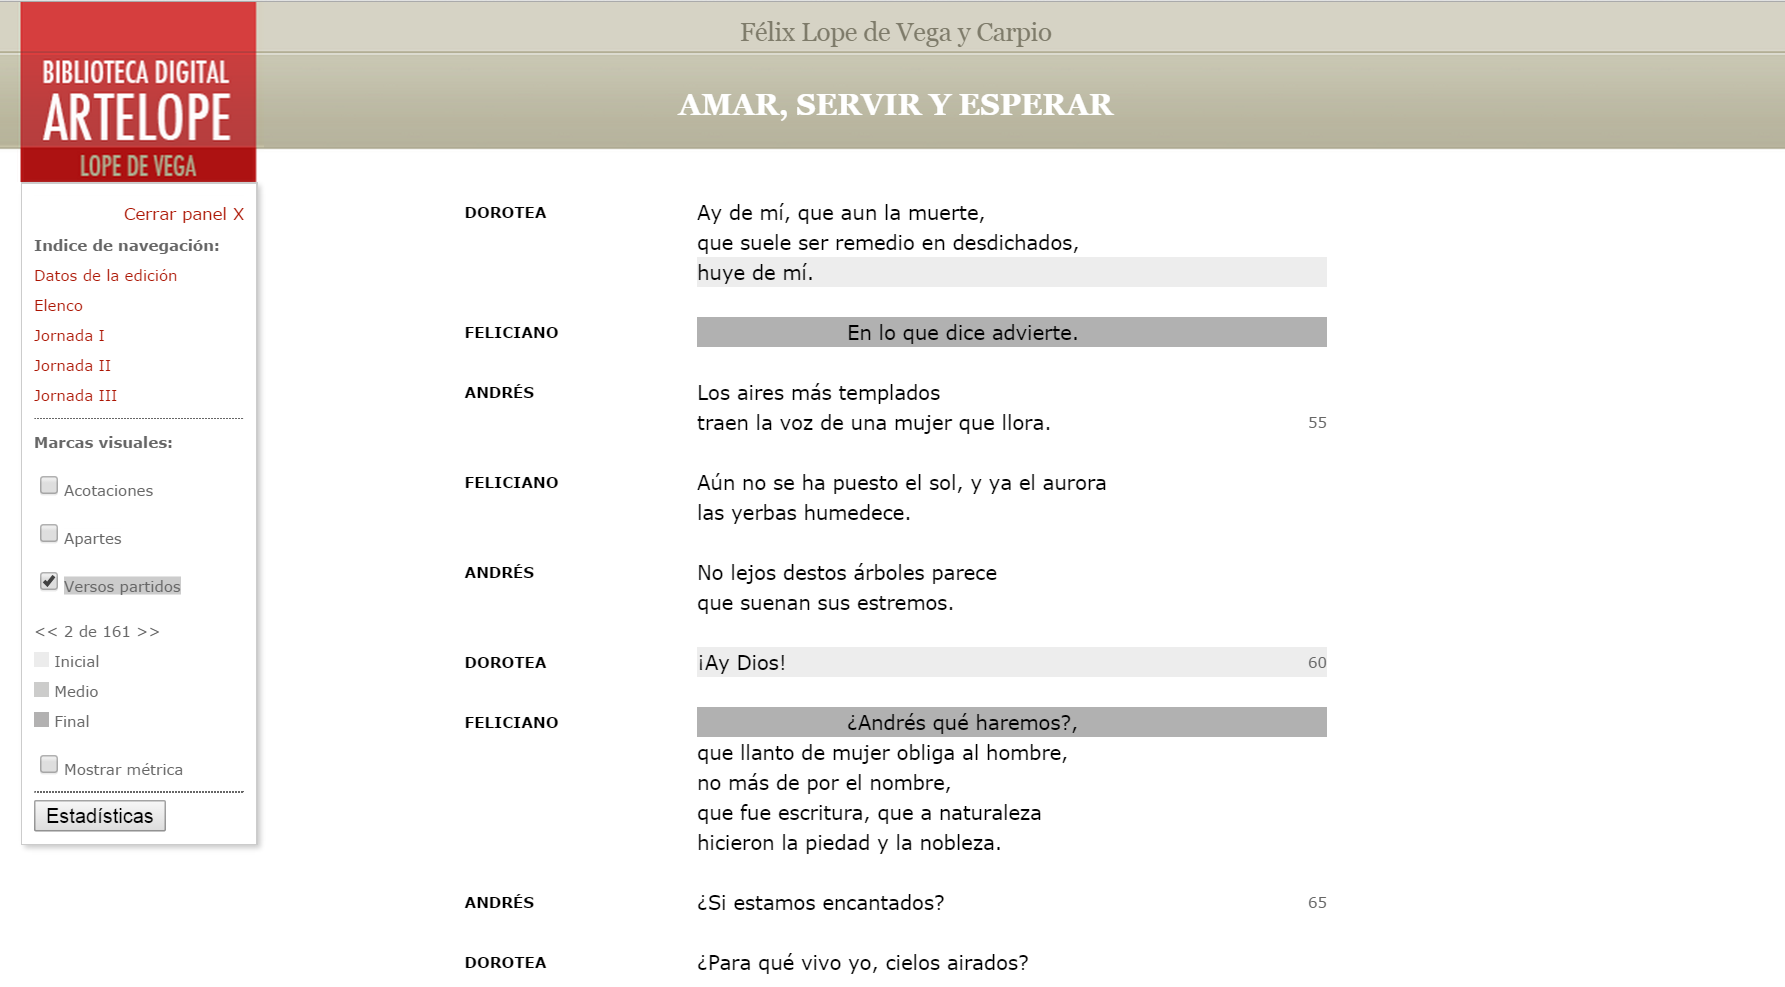 Félix Lope de Vega y Carpio
AMAR, SERVIR Y ESPERAR
BIBLIOTECA DIGITAL
ARTELOPE
LOPE DE VEGA
Cerrar panel X
Indice de navegación:
Datos de la edición
Elenco
Jornada I
Jornada II
Jornada III
Marcas visuales:
Acotaciones
Apartes
Versos partidos
<< 2 de 161 >>
Inicial
Medio
Final
Mostrar métrica
Estadísticas
DOROTEA Ay de mí, que aun la muerte,
que suele ser remedio en desdichados,
huye de mí.
FELICIANO En lo que dice advierte.
ANDRÉS Los aires más templados
traen la voz de una mujer que llora. 55
FELICIANO Aún no se ha puesto el sol, y ya el aurora
las yerbas humedece.
ANDRÉS No lejos destos árboles parece
que suenan sus estremos.
DOROTEA ¡Ay Dios! 60
FELICIANO ¿Andrés qué haremos?,
que llanto de mujer obliga al hombre,
no más de por el nombre,
que fue escritura, que a naturaleza
hicieron la piedad y la nobleza.
ANDRÉS ¿Si estamos encantados? 65
DOROTEA ¿Para qué vivo yo, cielos airados?